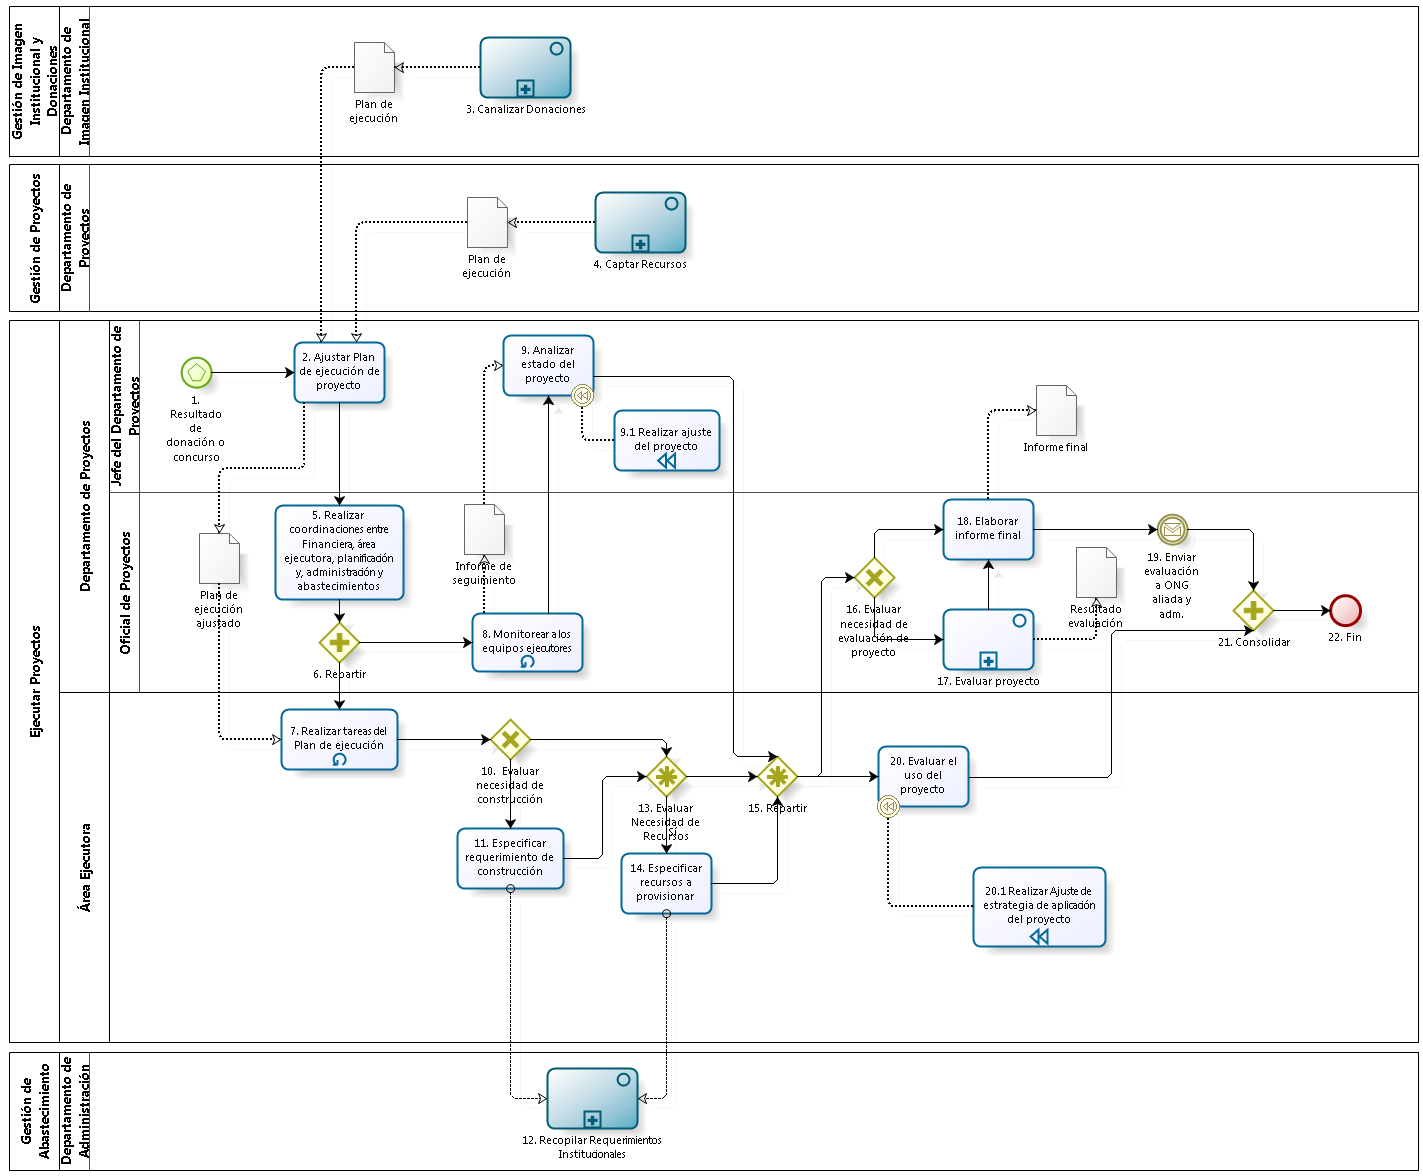 Gestión de Imagen
Institucional y
Donaciones
Departamento de
Imagen Institucional
Plan de
ejecución
3. Canalizar Donaciones
Gestión de Proyectos
Departamento de
Proyectos
Plan de
ejecución
4. Captar Recursos
Ejecutar Proyectos
Departamento de Proyectos
Jefe del Departamento de
Proyectos
1.
Resultado
de
donación o
concurso
2. Ajustar Plan
de ejecución de
proyecto
9. Analizar
estado del
proyecto
9.1 Realizar ajuste
del proyecto
Informe final
Oficial de Proyectos
Plan de
ejecución
ajustado
5. Realizar
coordinaciones entre
Financiera, área
ejecutora, planificación
y, administración y
abastecimientos
6. Repartir
Informe de
seguimiento
8. Monitorear a los
equipos ejecutores
16. Evaluar
necesidad de
evaluación de
proyecto
18. Elaborar
informe final
17. Evaluar proyecto
Resultado
evaluación
19. Enviar
evaluación
a ONG
aliada y
adm.
21. Consolidar
22. Fin
Área Ejecutora
7. Realizar tareas del
Plan de ejecución
10. Evaluar
necesidad de
construcción
11. Especificar
requerimiento de
construcción
13. Evaluar
Necesidad de
Recursos
Sí
14. Especificar
recursos a
provisionar
15. Repartir
20. Evaluar el
uso del
proyecto
20.1 Realizar Ajuste de
estrategia de aplicación
del proyecto
Gestión de
Abastecimiento
Departamento de
Administración
12. Recopilar Requerimientos
Institucionales